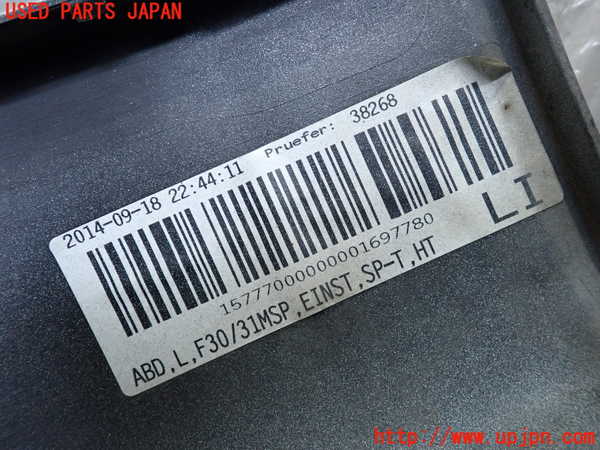 USED PARTS JAPAN
2014-09-18 22:44:11 Pruefer: 38268
15777000000001697780
LI
ABD,L,F30/31MSP,EINST,SP-T,HT
http://www.upjpn.com/